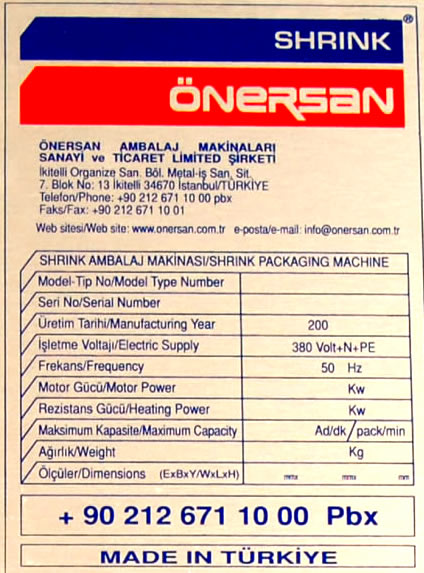 ®
SHRINK
ÖNERSAN
ÖNERSAN AMBALAJ MAKİNALARI
SANAYİ ve TİCARET LİMİTED ŞİRKETİ
İkitelli Organize San. Böl. Metal-iş San. Sit.
7. Blok No: 13 İkitelli 34670 İstanbul/TÜRKİYE
Telefon/Phone: +90 212 671 10 00 pbx
Faks/Fax: +90 212 671 10 01
Web sitesi/Web site: www.onersan.com.tr e-posta/e-mail: info@onersan.com.tr
SHRINK AMBALAJ MAKİNASI/SHRINK PACKAGING MACHINE
Model-Tip No/Model Type Number
Seri No/Serial Number
Üretim Tarihi/Manufacturing Year 200
İşletme Voltajı/Electric Supply 380 Volt+N+PE
Frekans/Frequency 50 Hz
Motor Gücü/Motor Power Kw
Rezistans Gücü/Heating Power Kw
Maksimum Kapasite/Maximum Capacity Ad/dk/pack/min
Ağırlık/Weight Kg
Ölçüler/Dimensions (ExBxY/WxLxH) mm mm mm
+ 90 212 671 10 00 Pbx
MADE IN TÜRKİYE